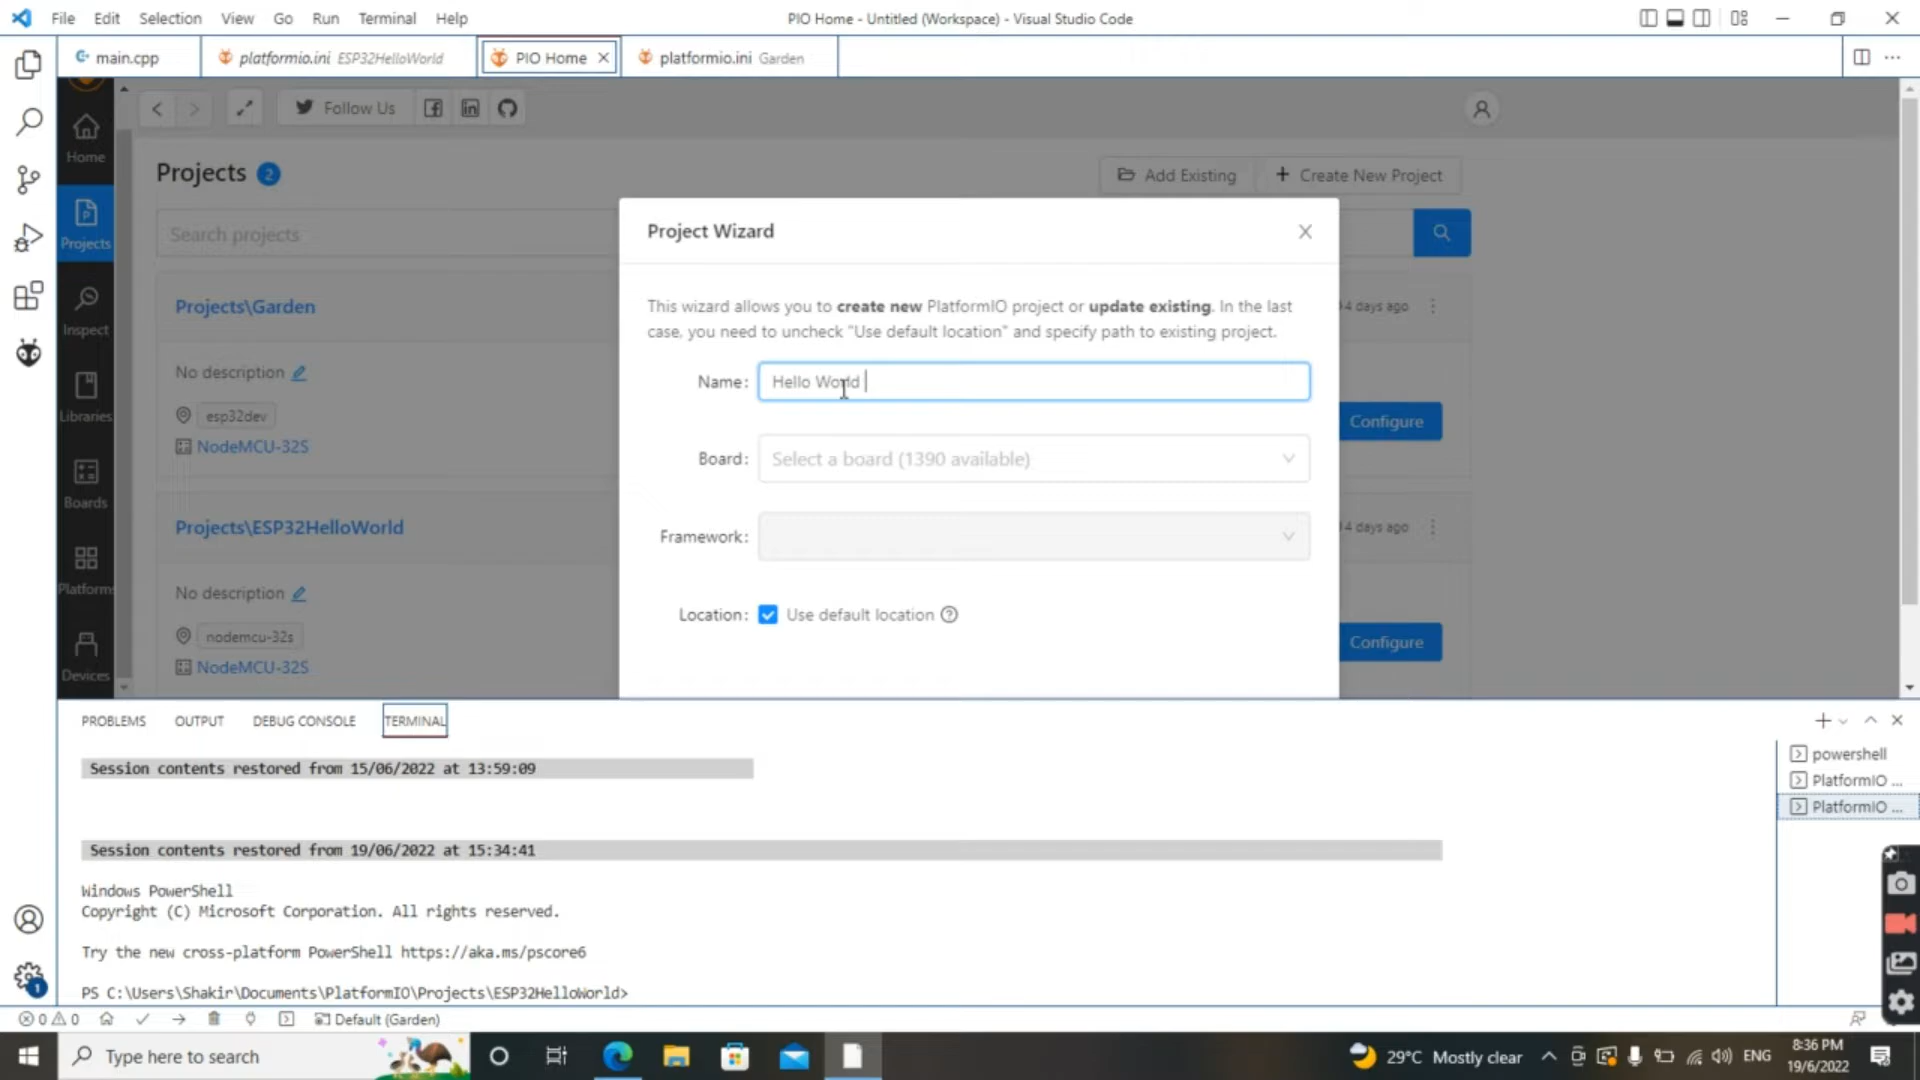 File Edit Selection View Go Run Terminal Help
PIO Home - Untitled (Workspace) - Visual Studio Code
main.cpp
platformio.ini ESP32HelloWorld
PIO Home
platformio.ini Garden
Follow Us
Home
Projects 2
Add Existing
Create New Project
Projects
Search projects
Project Wizard
This wizard allows you to create new PlatformIO project or update existing. In the last
case, you need to uncheck "Use default location" and specify path to existing project.
Projects\Garden
4 days ago
Inspect
No description
Name: Hello World
esp32dev
Libraries
Configure
NodeMCU-32S
Board: Select a board (1390 available)
Boards
Projects\ESP32HelloWorld
4 days ago
Framework:
Platforms
No description
Location: Use default location
nodemcu-32s
Configure
NodeMCU-32S
Devices
PROBLEMS OUTPUT DEBUG CONSOLE TERMINAL
Session contents restored from 15/06/2022 at 13:59:09
powershell
PlatformIO ...
PlatformIO ...
Session contents restored from 19/06/2022 at 15:34:41
Windows PowerShell
Copyright (C) Microsoft Corporation. All rights reserved.
Try the new cross-platform PowerShell https://aka.ms/pscore6
PS C:\Users\Shakir\Documents\PlatformIO\Projects\ESP32HelloWorld>
1
0 0 Default (Garden)
Type here to search
29°C Mostly clear
ENG
8:36 PM
19/6/2022